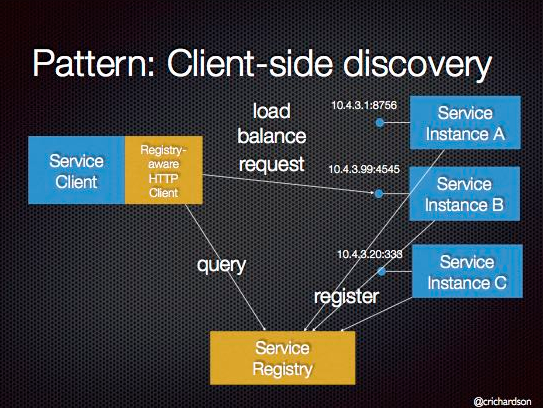 Pattern: Client-side discovery
load
balance
request
10.4.3.1:8756
Service
Instance A
Service
Client
Registry-
aware
HTTP
Client
10.4.3.99:4545
Service
Instance B
10.4.3.20:333
Service
Instance C
query
register
Service
Registry
@crichardson